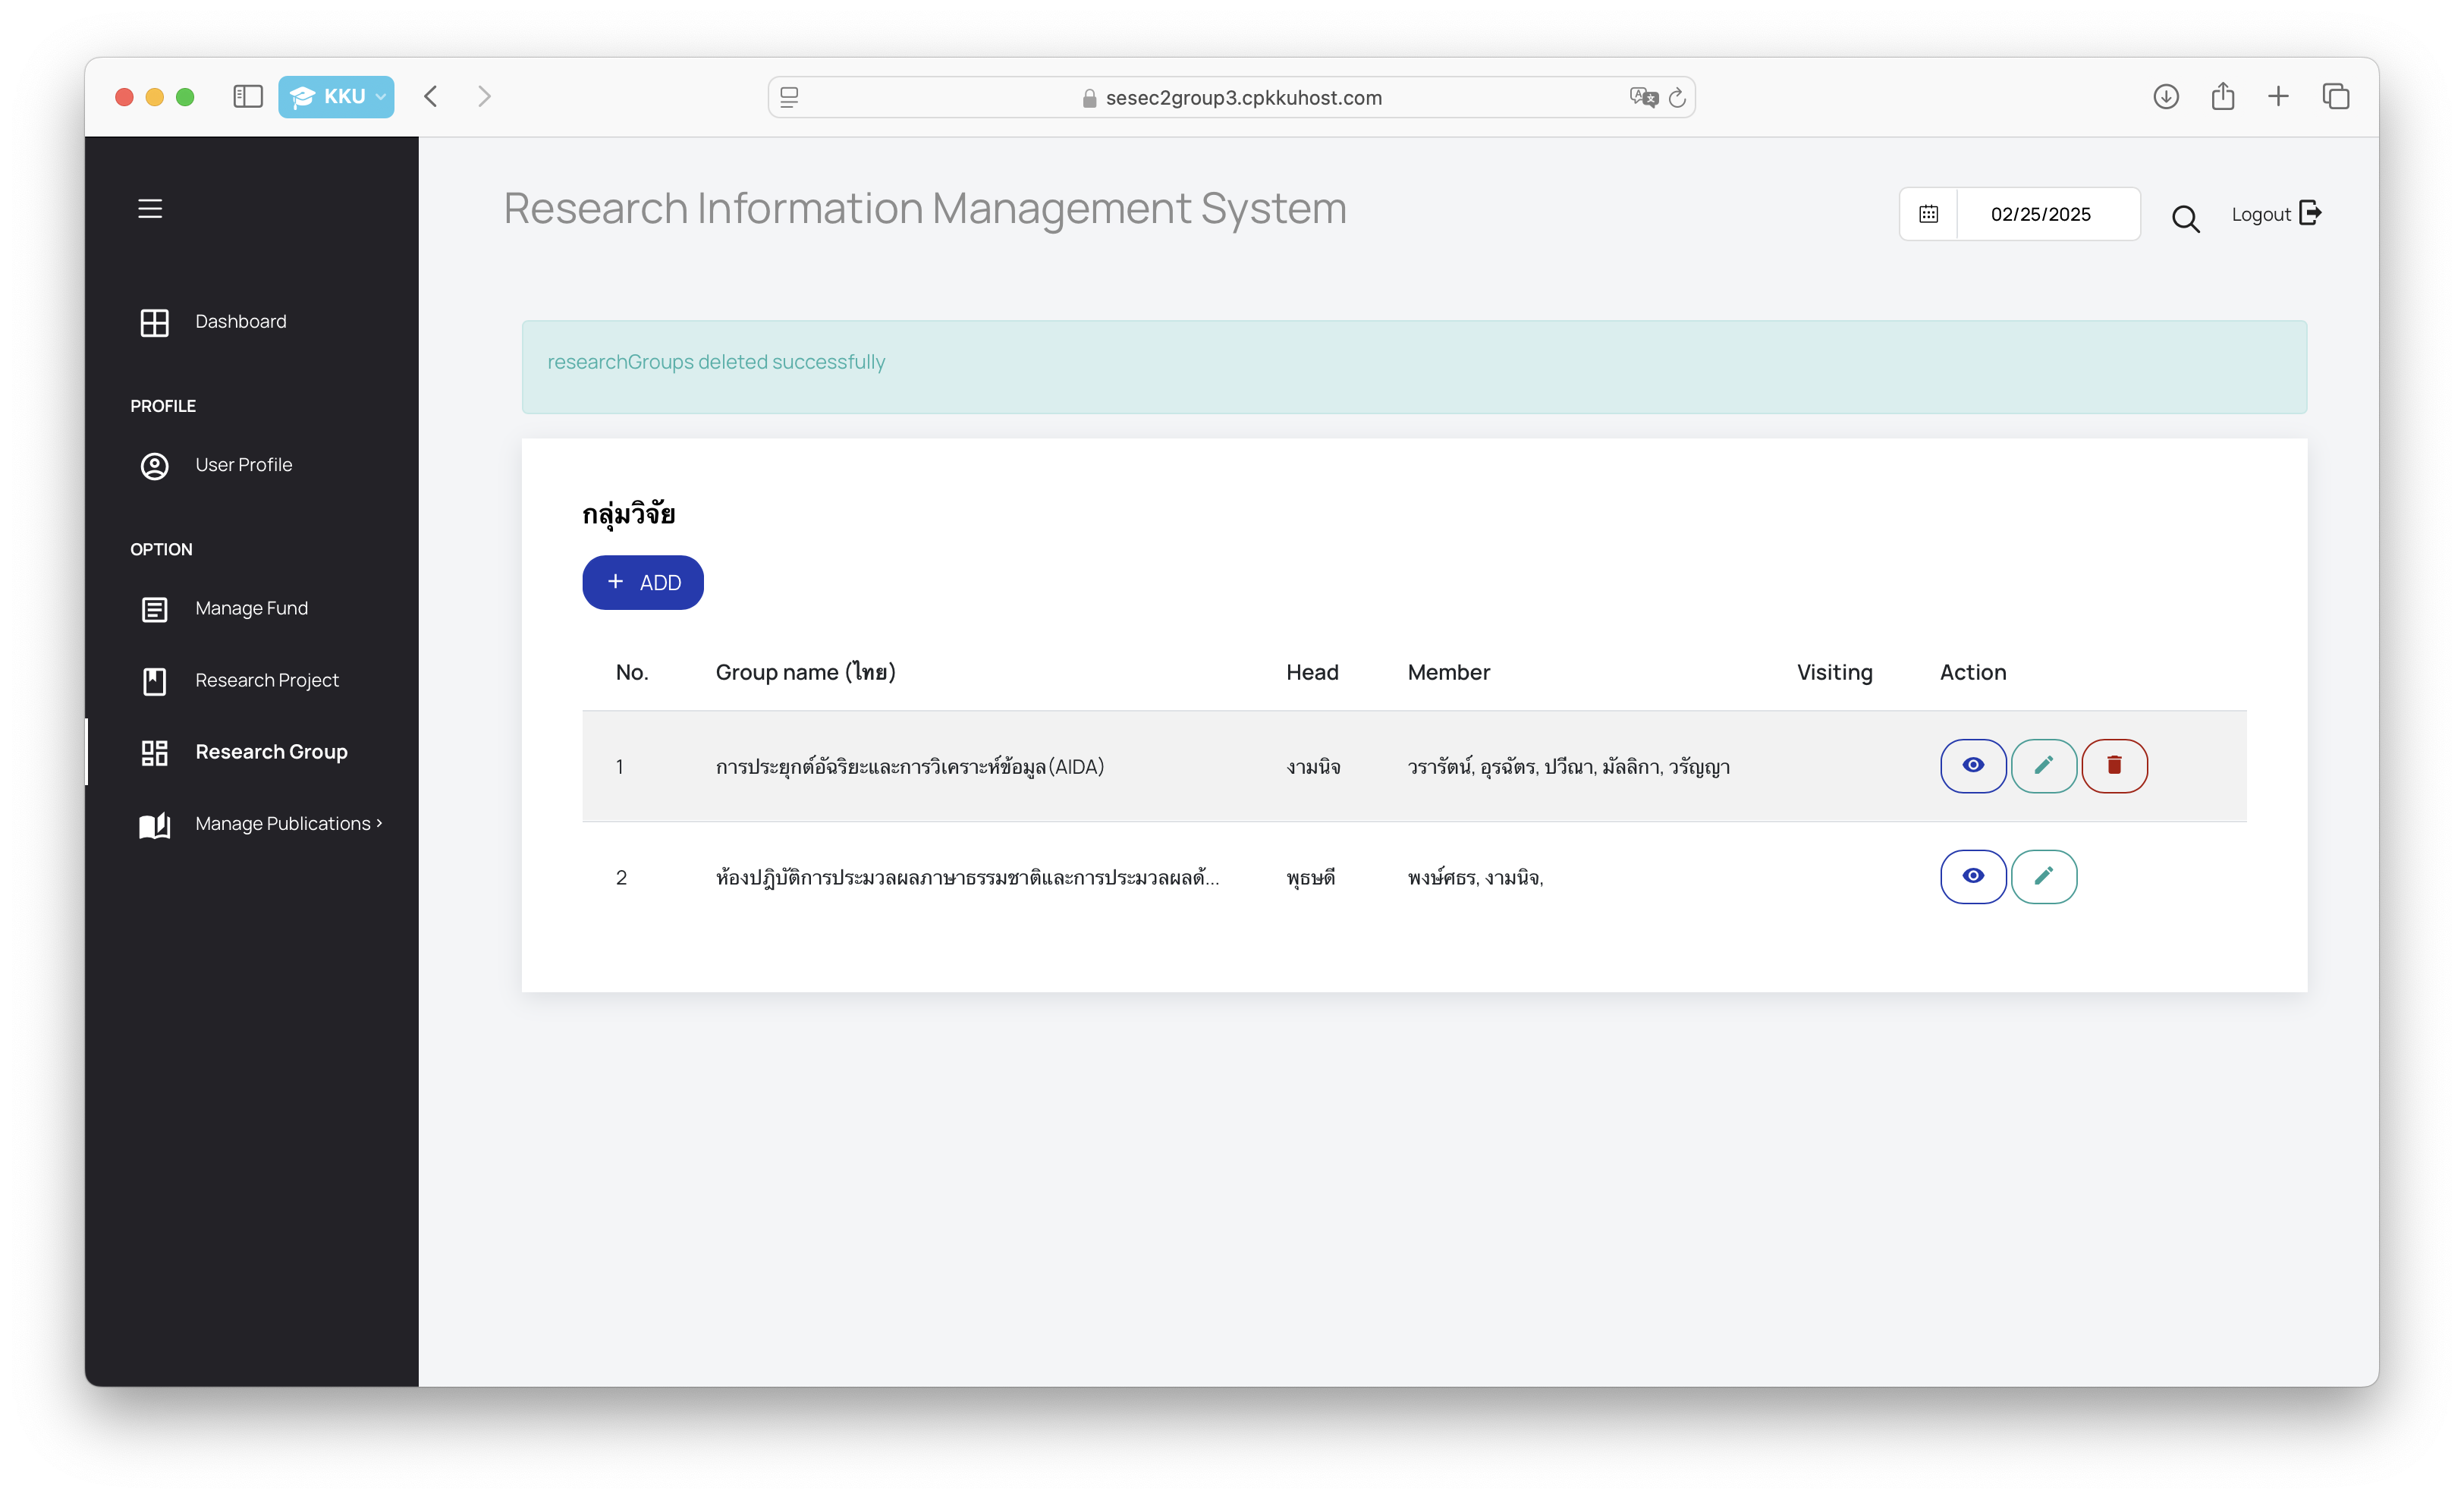 KKU
sesec2group3.cpkkuhost.com
Research Information Management System
02/25/2025
Logout
Dashboard
PROFILE
User Profile
OPTION
Manage Fund
Research Project
Research Group
Manage Publications
researchGroups deleted successfully
กลุ่มวิจัย
+ ADD
No. Group name (ไทย) Head Member Visiting Action
1 การประยุกต์อัฉริยะและการวิเคราะห์ข้อมูล(AIDA) งามนิจ วรารัตน์, อุรฉัตร, ปวีณา, มัลลิกา, วรัญญา
2 ห้องปฎิบัติการประมวลผลภาษาธรรมชาติและการประมวลผลด้... พุธษดี พงษ์ศธร, งามนิจ,